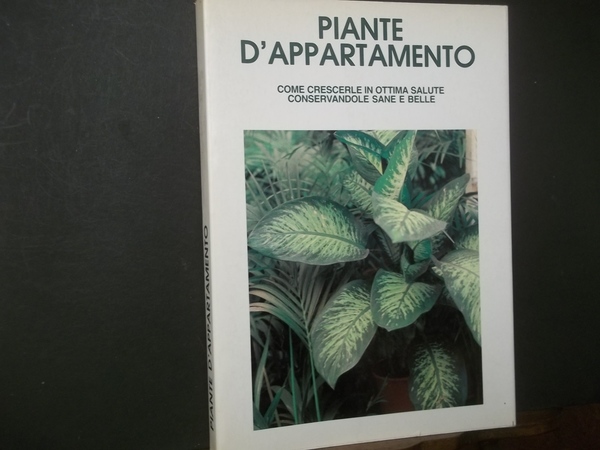 PIANTE
D'APPARTAMENTO
COME CRESCERLE IN OTTIMA SALUTE
CONSERVANDOLE SANE E BELLE
PIANTE D'APPARTAMENTO